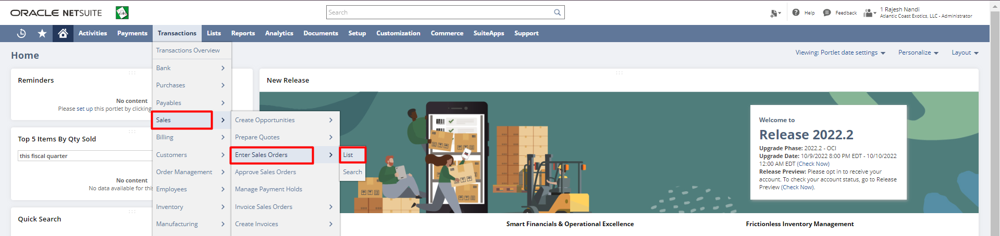 ORACLE NETSUITE
Search
Help
Feedback
1 Rajesh Nandi
Atlantic Coast Exotics, LLC - Administrator
Activities
Payments
Transactions
Lists
Reports
Analytics
Documents
Setup
Customization
Commerce
SuiteApps
Support
Home
Viewing: Portlet date settings
Personalize
Layout
Reminders
No content
Please set up this portlet by clicking
Top 5 Items By Qty Sold
this fiscal quarter
No content
No data available for this
Quick Search
Transactions Overview
Bank
Purchases
Payables
Sales
Billing
Customers
Order Management
Employees
Inventory
Manufacturing
Create Opportunities
Prepare Quotes
Enter Sales Orders
Approve Sales Orders
Manage Payment Holds
Invoice Sales Orders
Create Invoices
List
Search
New Release
Welcome to
Release 2022.2
Upgrade Phase: 2022.2 - OCI
Upgrade Date: 10/9/2022 8:00 PM EDT - 10/10/2022
12:00 AM EDT (Check Now)
Release Preview: Please opt in to receive your
account. To check your account status, go to Release
Preview (Check Now).
Smart Financials & Operational Excellence
Frictionless Inventory Management